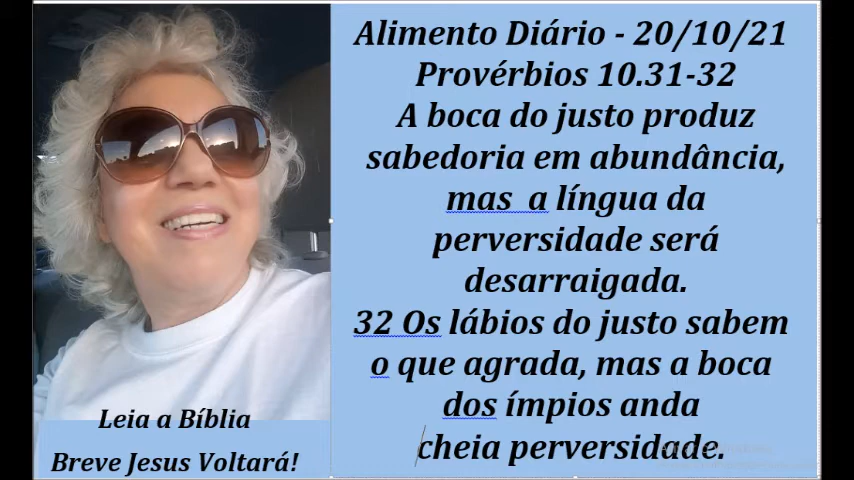 Alimento Diário - 20/10/21
Provérbios 10.31-32
A boca do justo produz
sabedoria em abundância,
mas a língua da
perversidade será
desarraigada.
32 Os lábios do justo sabem
o que agrada, mas a boca
dos ímpios anda
cheia perversidade.
Leia a Bíblia
Breve Jesus Voltará!